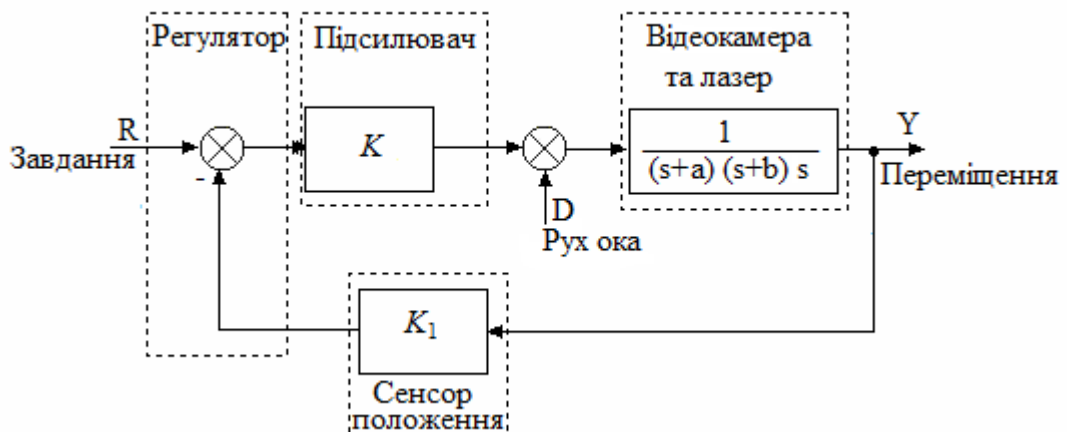 Регулятор
Підсилювач
Відеокамера
та лазер
R
Завдання
-
K
D
Рух ока
1
(s+a) (s+b) s
Y
Переміщення
K₁
Сенсор
положення